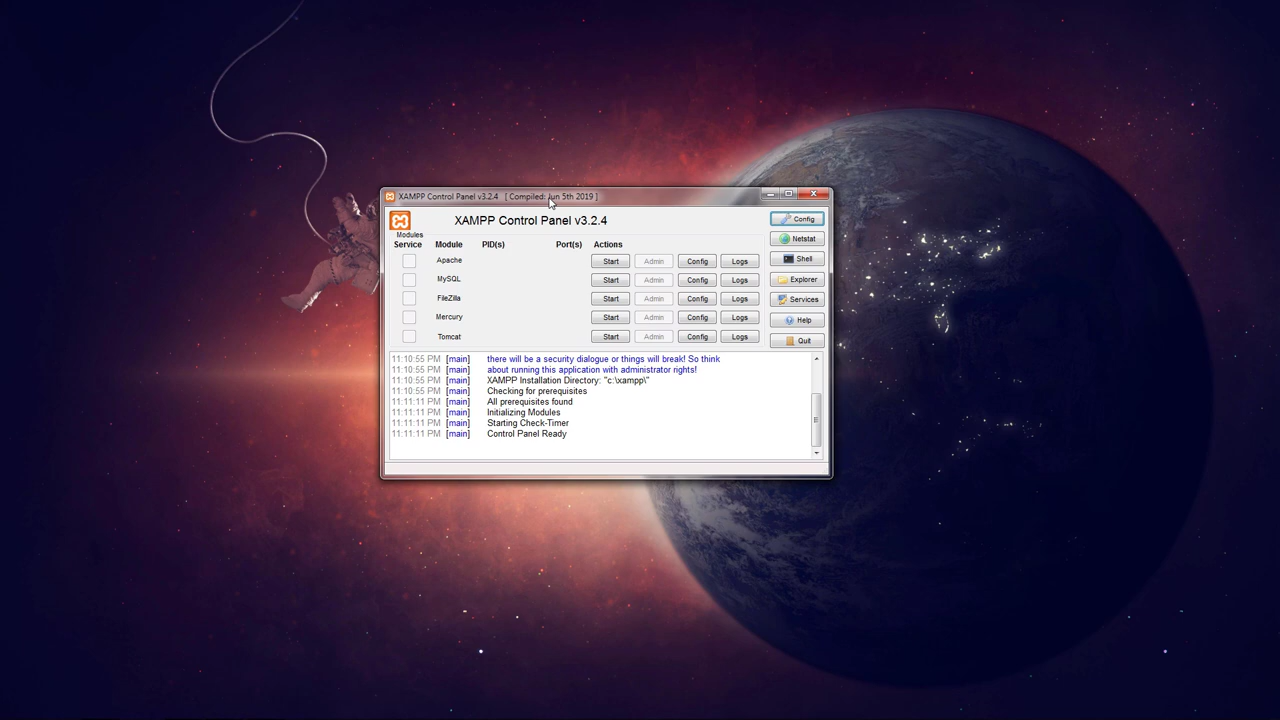 XAMPP Control Panel v3.2.4 [ Compiled: Jun 5th 2019 ]
XAMPP Control Panel v3.2.4
Config
Modules
Service Module PID(s) Port(s) Actions
Netstat
Apache Start Admin Config Logs
Shell
MySQL Start Admin Config Logs
Explorer
FileZilla Start Admin Config Logs
Services
Mercury Start Admin Config Logs
Help
Tomcat Start Admin Config Logs
Quit
11:10:55 PM [main] there will be a security dialogue or things will break! So think
11:10:55 PM [main] about running this application with administrator rights!
11:10:55 PM [main] XAMPP Installation Directory: "c:\xampp\"
11:10:55 PM [main] Checking for prerequisites
11:11:11 PM [main] All prerequisites found
11:11:11 PM [main] Initializing Modules
11:11:11 PM [main] Starting Check-Timer
11:11:11 PM [main] Control Panel Ready